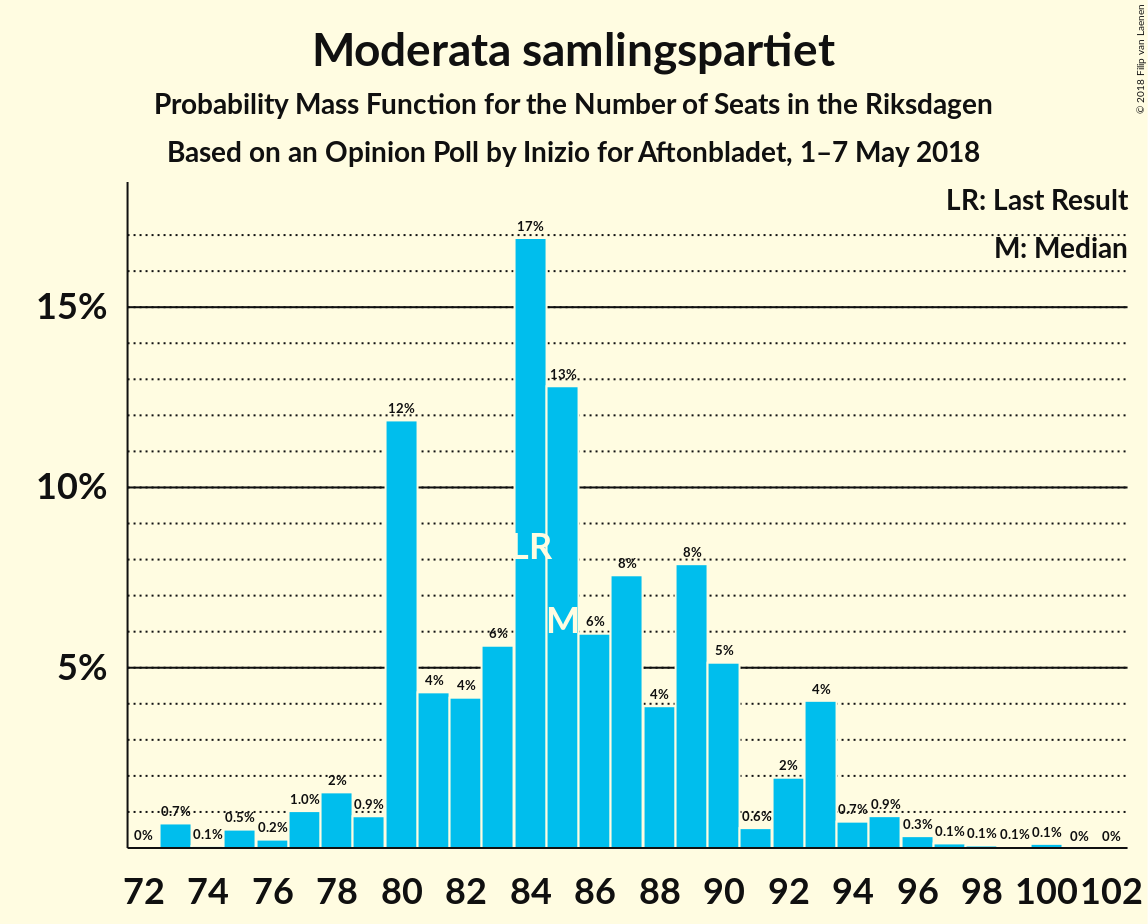 Moderata samlingspartiet
Probability Mass Function for the Number of Seats in the Riksdagen
Based on an Opinion Poll by Inizio for Aftonbladet, 1–7 May 2018
© 2018 Filip van Laenen
LR: Last Result
M: Median
15%
10%
5%
0% 0.7% 0.1% 0.5% 0.2% 1.0% 2% 0.9% 12% 4% 4% 6% 17% 13% 6% 8% 4% 8% 5% 0.6% 2% 4% 0.7% 0.9% 0.3% 0.1% 0.1% 0.1% 0.1% 0% 0%
LR
M
72 74 76 78 80 82 84 86 88 90 92 94 96 98 100 102